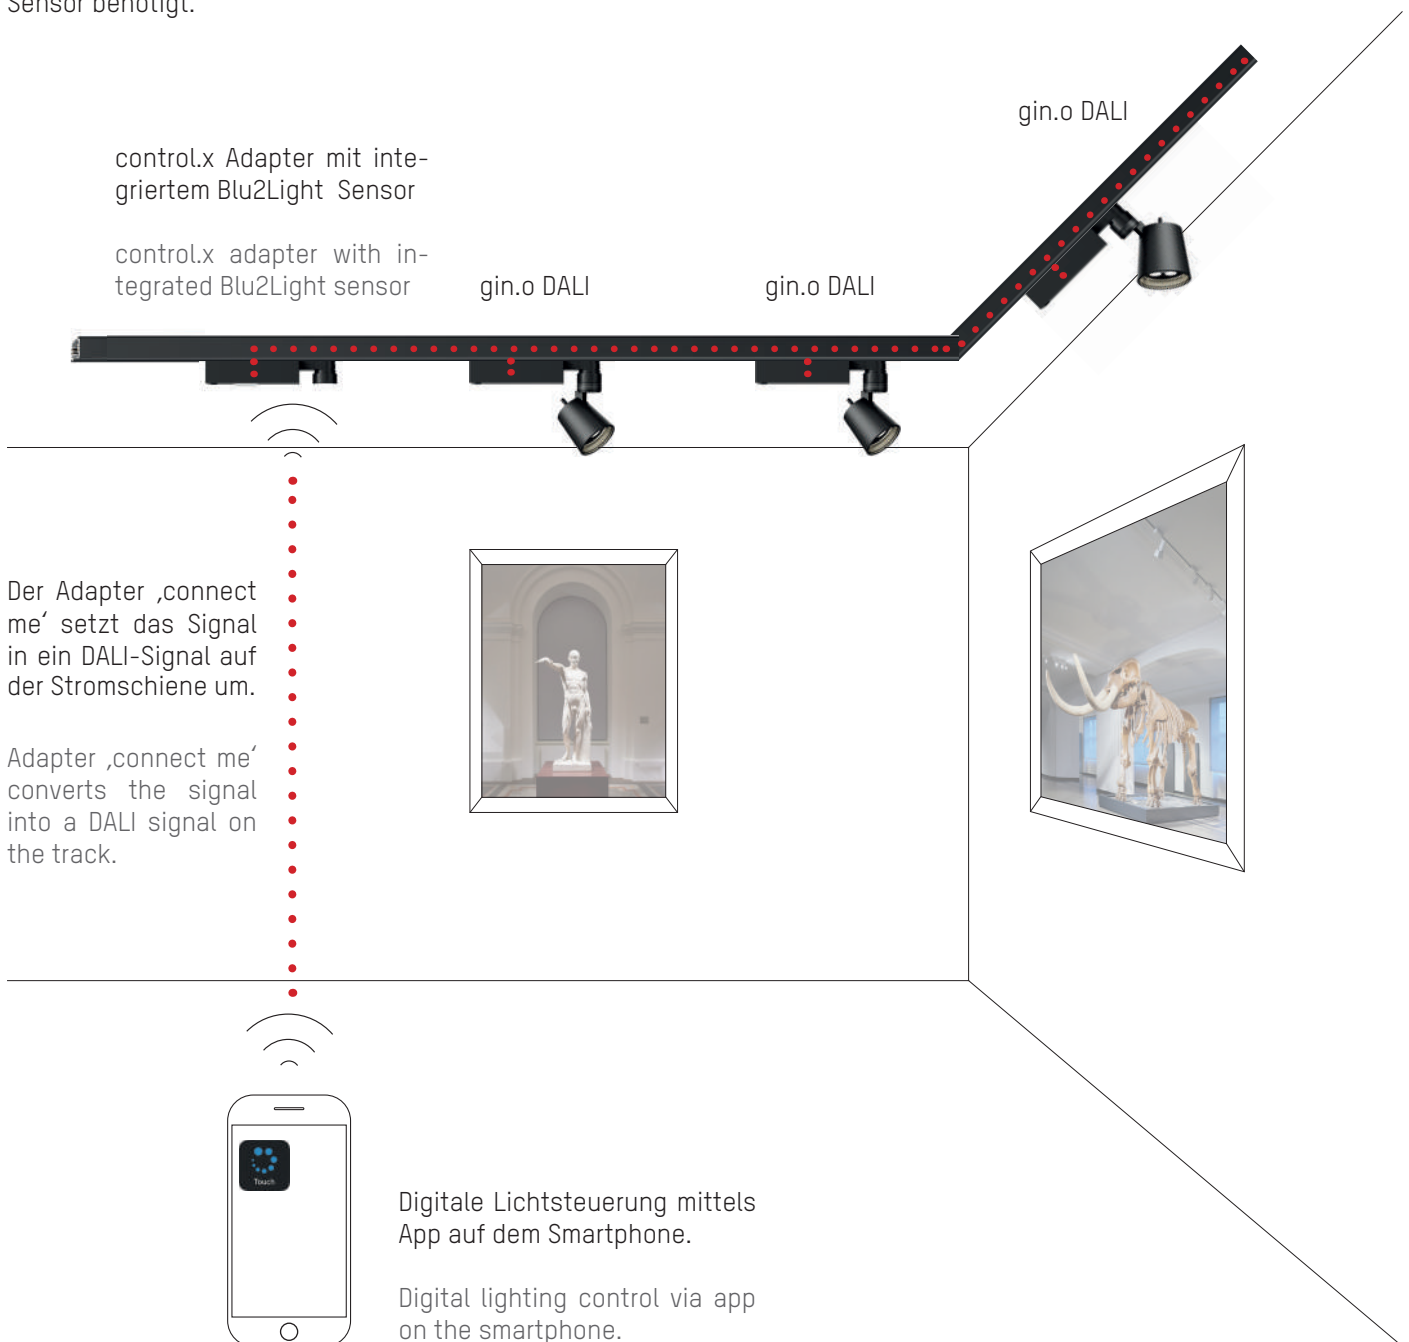 Sensor benötigt.
gin.o DALI
control.x Adapter mit inte-
griertem Blu2Light Sensor
control.x adapter with in-
tegrated Blu2Light sensor
gin.o DALI
gin.o DALI
Der Adapter ‚connect
me‘ setzt das Signal
in ein DALI-Signal auf
der Stromschiene um.
Adapter ‚connect me‘
converts the signal
into a DALI signal on
the track.
Touch
Digitale Lichtsteuerung mittels
App auf dem Smartphone.
Digital lighting control via app
on the smartphone.